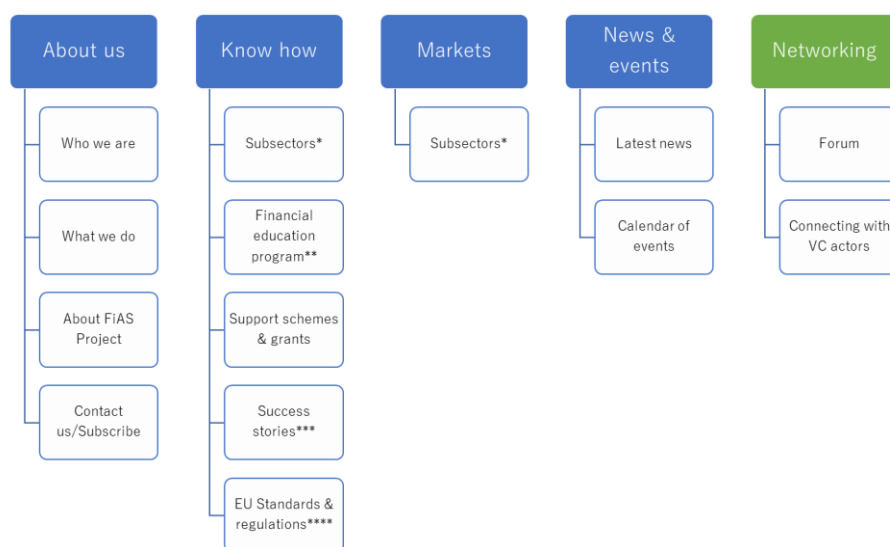 About us
Who we are
What we do
About FiAS
Project
Contact
us/Subscribe
Know how
Subsectors*
Financial
education
program**
Support schemes
& grants
Success
stories***
EU Standards &
regulations****
Markets
Subsectors*
News &
events
Latest news
Calendar of
events
Networking
Forum
Connecting with
VC actors